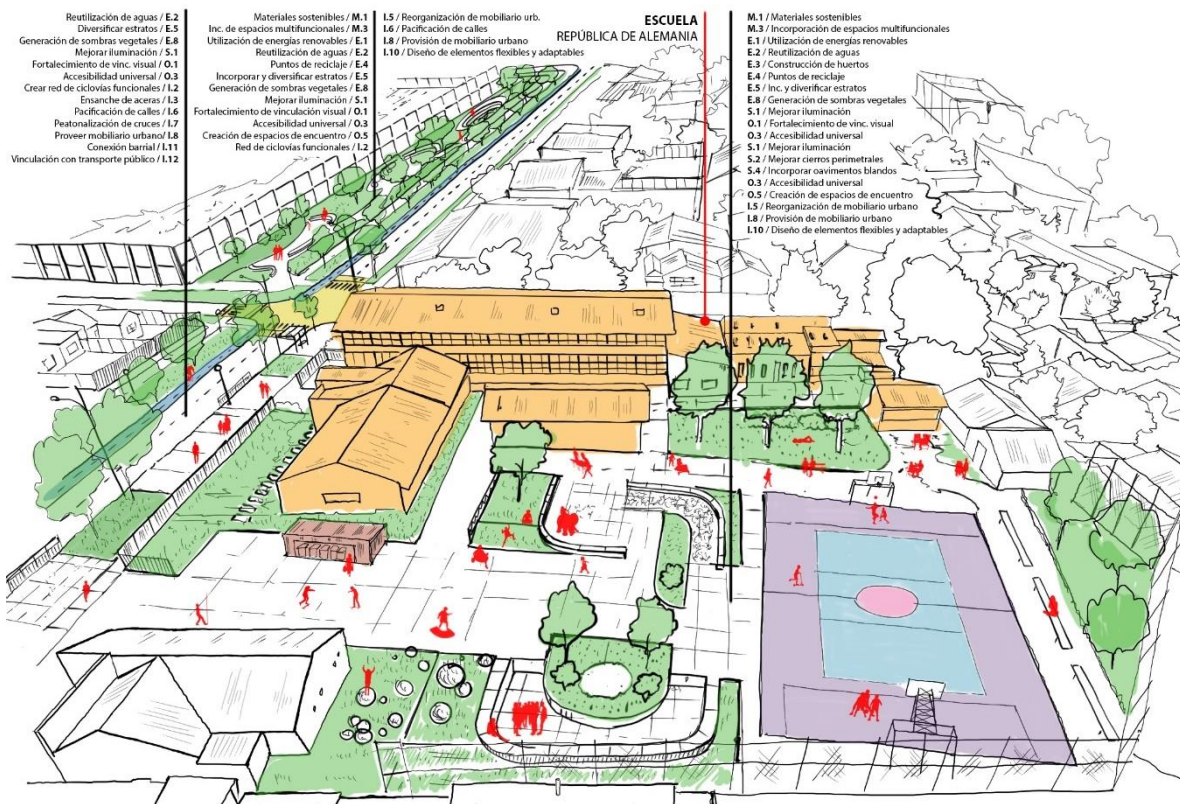 Reutilización de aguas / E.2
Diversificar estratos / E.5
Generación de sombras vegetales / E.8
Mejorar iluminación / S.1
Fortalecimiento de vinc. visual / O.1
Accesibilidad universal / O.3
Crear red de ciclovías funcionales / I.2
Ensanche de aceras / I.3
Pacificación de calles / I.6
Peatonalización de cruces / I.7
Proveer mobiliario urbano/ I.8
Conexión barrial / I.11
Vinculación con transporte público / I.12
Materiales sostenibles / M.1
Inc. de espacios multifuncionales / M.3
Utilización de energías renovables / E.1
Reutilización de aguas / E.2
Puntos de reciclaje / E.4
Incorporar y diversificar estratos / E.5
Generación de sombras vegetales / E.8
Mejorar iluminación / S.1
Fortalecimiento de vinculación visual / O.1
Accesibilidad universal / O.3
Creación de espacios de encuentro / O.5
Red de ciclovías funcionales / I.2
I.5 / Reorganización de mobiliario urb.
I.6 / Pacificación de calles
I.8 / Provisión de mobiliario urbano
I.10 / Diseño de elementos flexibles y adaptables
ESCUELA
REPÚBLICA DE ALEMANIA
M.1 / Materiales sostenibles
M.3 / Incorporación de espacios multifuncionales
E.1 / Utilización de energías renovables
E.2 / Reutilización de aguas
E.3 / Construcción de huertos
E.4 / Puntos de reciclaje
E.5 / Inc. y diversificar estratos
E.8 / Generación de sombras vegetales
S.1 / Mejorar iluminación
O.1 / Fortalecimiento de vinc. visual
O.3 / Accesibilidad universal
S.1 / Mejorar iluminación
S.2 / Mejorar cierros perimetrales
S.4 / Incorporar oavimentos blandos
O.3 / Accesibilidad universal
O.5 / Creación de espacios de encuentro
I.5 / Reorganización de mobiliario urbano
I.8 / Provisión de mobiliario urbano
I.10 / Diseño de elementos flexibles y adaptables